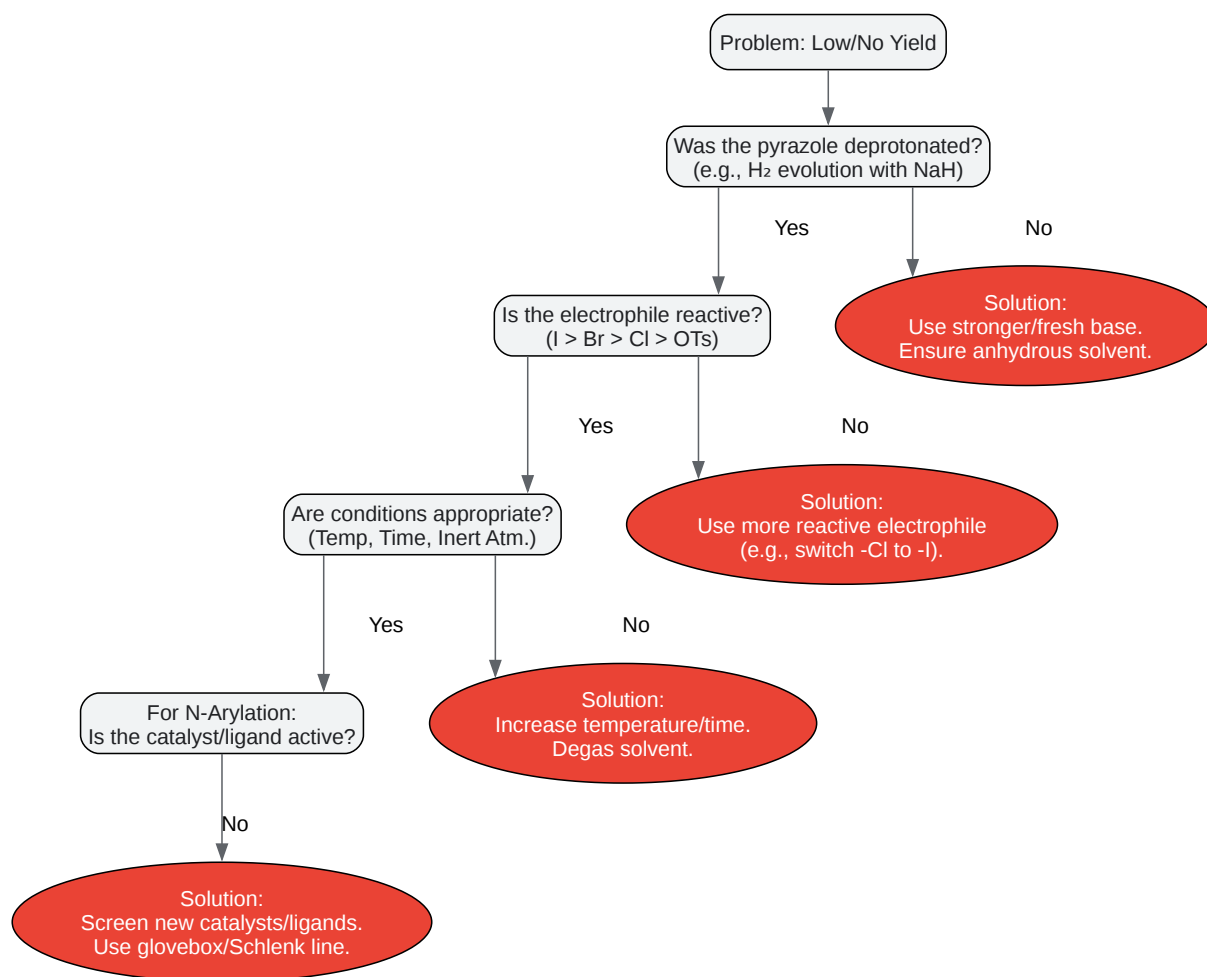 Problem: Low/No Yield
Was the pyrazole deprotonated?
(e.g., H₂ evolution with NaH)
Yes
No
Solution:
Use stronger/fresh base.
Ensure anhydrous solvent.
Is the electrophile reactive?
(I > Br > Cl > OTs)
Yes
No
Solution:
Use more reactive electrophile
(e.g., switch -Cl to -I).
Are conditions appropriate?
(Temp, Time, Inert Atm.)
Yes
No
Solution:
Increase temperature/time.
Degas solvent.
For N-Arylation:
Is the catalyst/ligand active?
No
Solution:
Screen new catalysts/ligands.
Use glovebox/Schlenk line.